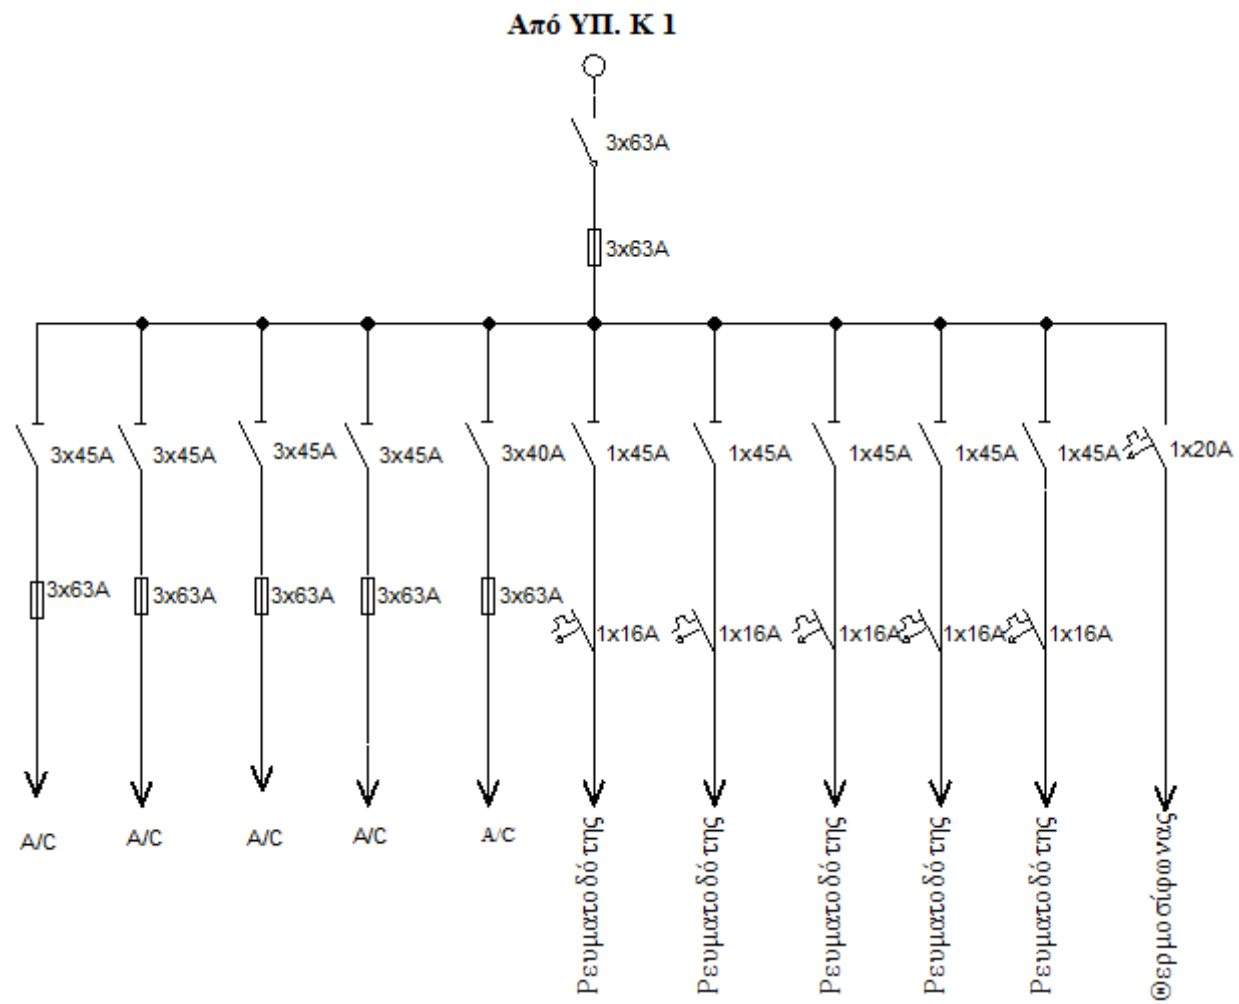 Από ΥΠ. Κ 1
3x63A
3x63A
3x45A 3x45A 3x45A 3x45A 3x40A 1x45A 1x45A 1x45A 1x45A 1x45A 1x20A
3x63A 3x63A 3x63A 3x63A 3x63A
1x16A 1x16A 1x16A 1x16A 1x16A
A/C A/C A/C A/C A/C
Ρευματοδότης
Ρευματοδότης
Ρευματοδότης
Ρευματοδότης
Ρευματοδότης
Θερμοσίφωνας